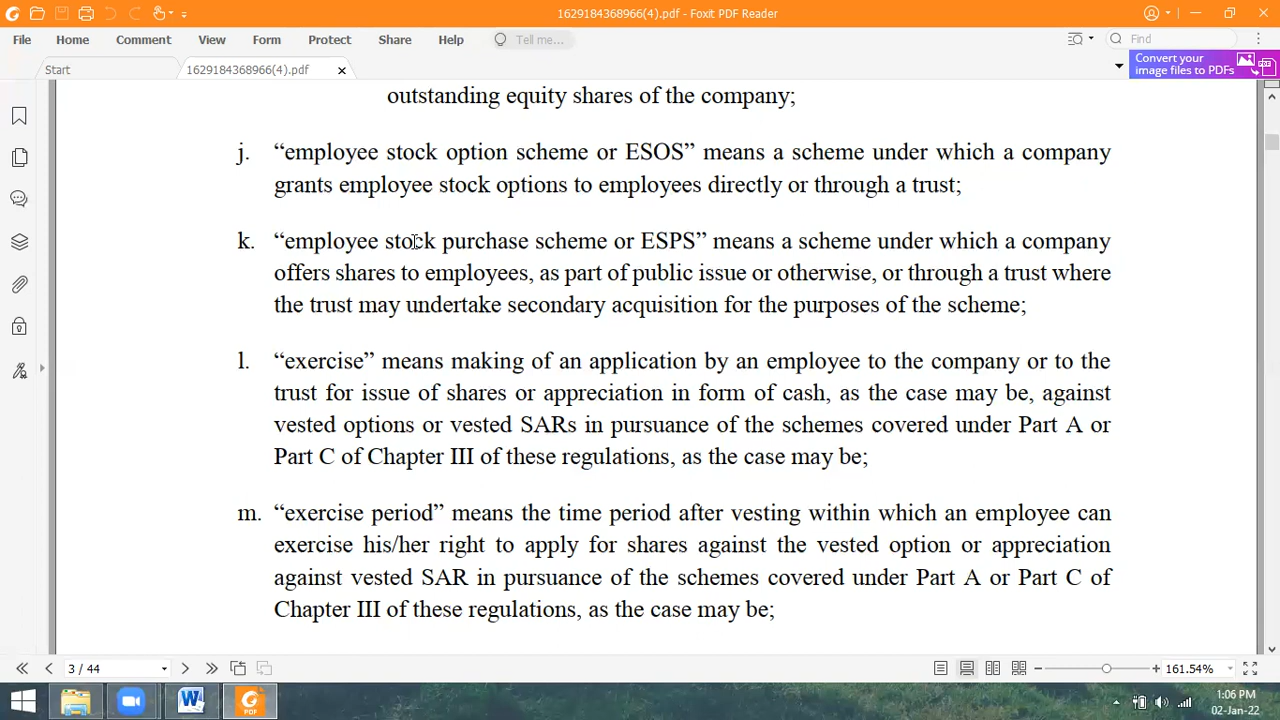 1629184368966(4).pdf - Foxit PDF Reader
File Home Comment View Form Protect Share Help Tell me... Find
Start 1629184368966(4).pdf
Convert your
image files to PDFs
outstanding equity shares of the company;
j. “employee stock option scheme or ESOS” means a scheme under which a company
grants employee stock options to employees directly or through a trust;
k. “employee stock purchase scheme or ESPS” means a scheme under which a company
offers shares to employees, as part of public issue or otherwise, or through a trust where
the trust may undertake secondary acquisition for the purposes of the scheme;
l. “exercise” means making of an application by an employee to the company or to the
trust for issue of shares or appreciation in form of cash, as the case may be, against
vested options or vested SARs in pursuance of the schemes covered under Part A or
Part C of Chapter III of these regulations, as the case may be;
m. “exercise period” means the time period after vesting within which an employee can
exercise his/her right to apply for shares against the vested option or appreciation
against vested SAR in pursuance of the schemes covered under Part A or Part C of
Chapter III of these regulations, as the case may be;
3 / 44 161.54%
1:06 PM
02-Jan-22